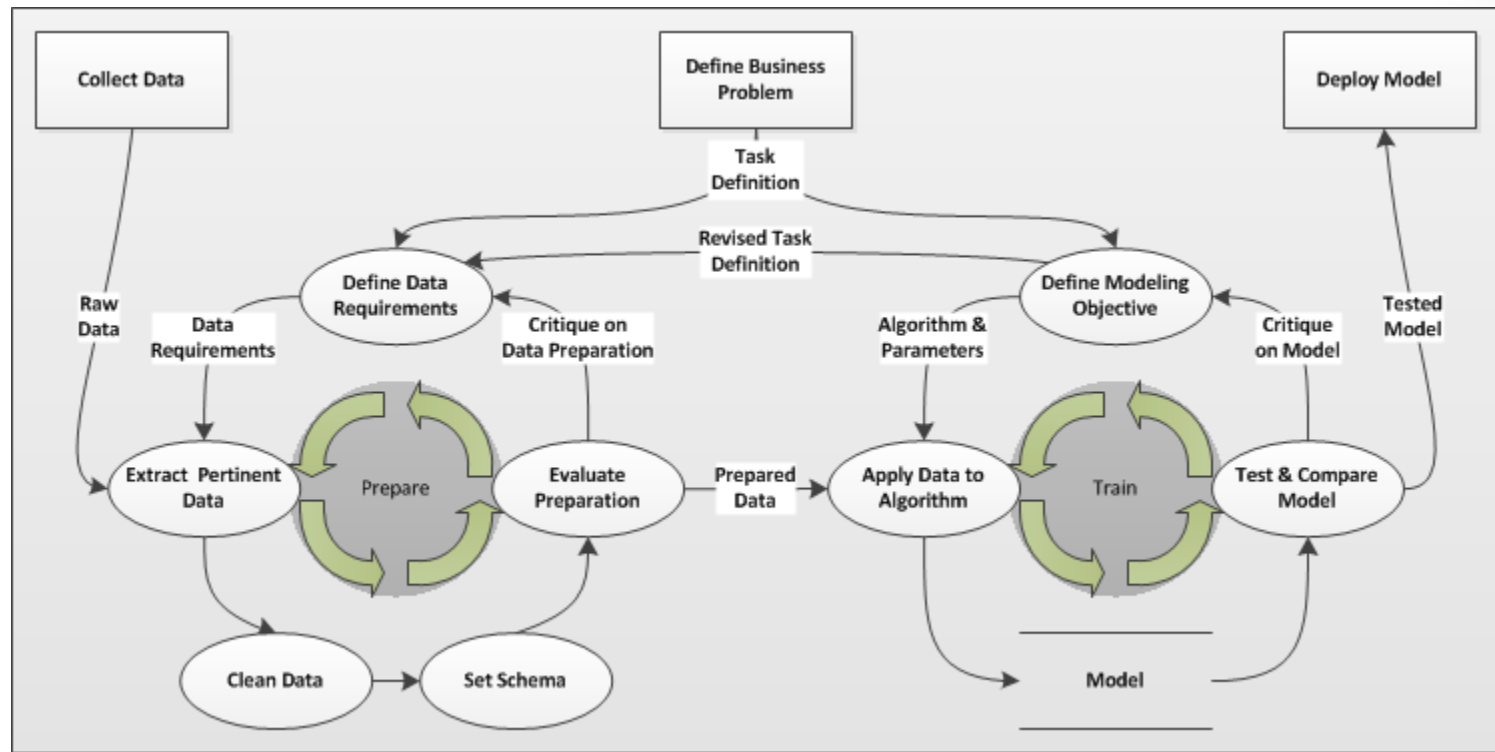 Collect Data
Define Business
Problem
Deploy Model
Task
Definition
Revised Task
Definition
Define Data
Requirements
Define Modeling
Objective
Raw
Data
Data
Requirements
Critique on
Data Preparation
Algorithm &
Parameters
Critique
on Model
Tested
Model
Extract Pertinent
Data
Prepare
Evaluate
Preparation
Prepared
Data
Apply Data to
Algorithm
Train
Test & Compare
Model
Clean Data
Set Schema
Model